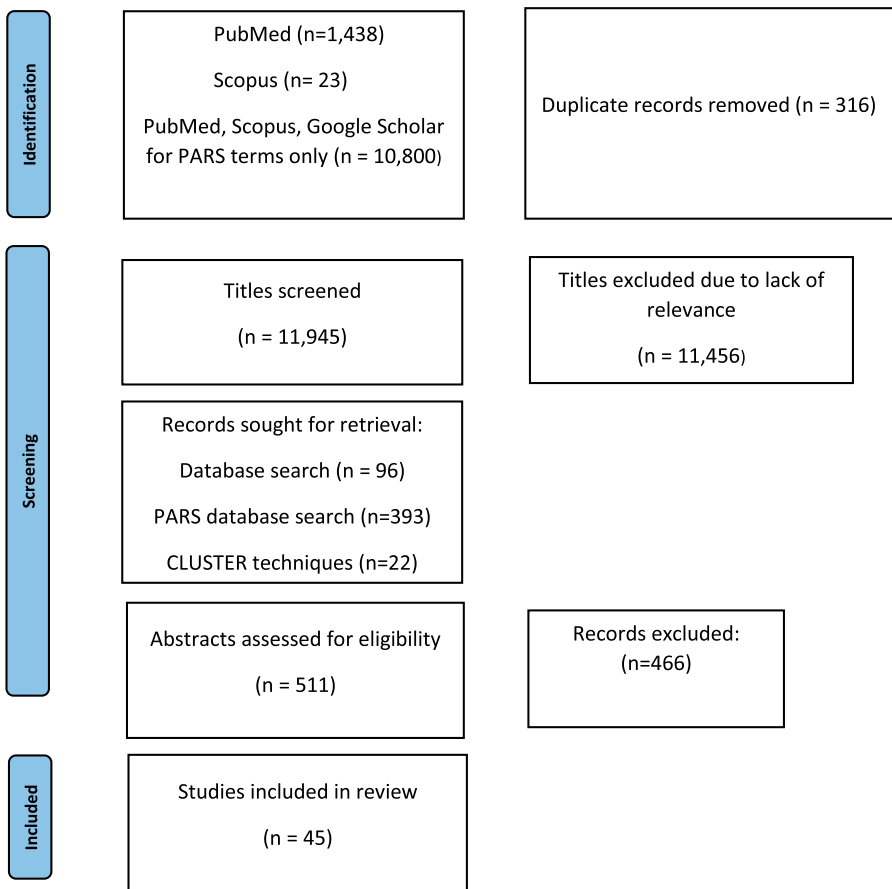 Identification
PubMed (n=1,438)
Scopus (n= 23)
PubMed, Scopus, Google Scholar
for PARS terms only (n = 10,800)
Duplicate records removed (n = 316)
Screening
Titles screened
(n = 11,945)
Titles excluded due to lack of
relevance
(n = 11,456)
Records sought for retrieval:
Database search (n = 96)
PARS database search (n=393)
CLUSTER techniques (n=22)
Abstracts assessed for eligibility
(n = 511)
Records excluded:
(n=466)
Included
Studies included in review
(n = 45)